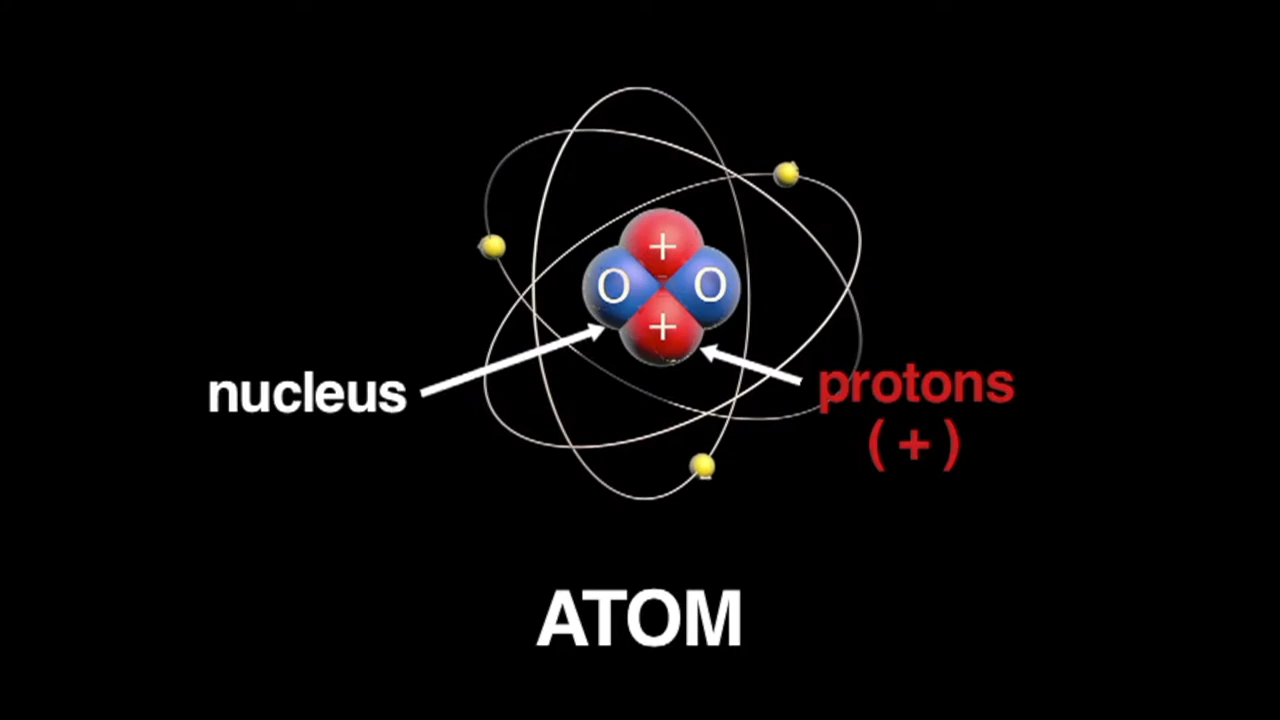 +
O O
+
nucleus
protons
( + )
ATOM